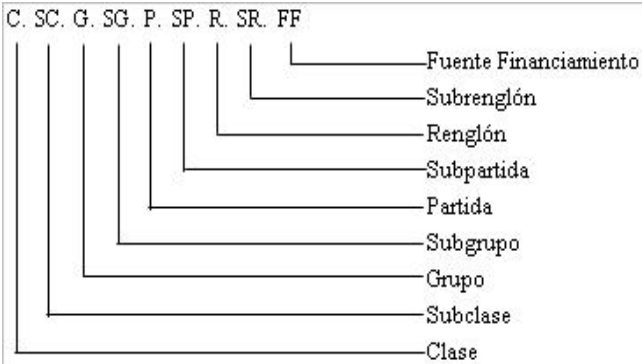 C. SC. G. SG. P. SP. R. SR. FF
Fuente Financiamiento
Subrenglón
Renglón
Subpartida
Partida
Subgrupo
Grupo
Subclase
Clase